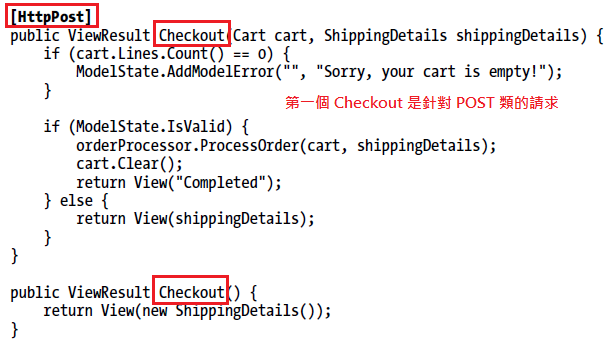 [HttpPost]
public ViewResult Checkout(Cart cart, ShippingDetails shippingDetails) {
    if (cart.Lines.Count() == 0) {
        ModelState.AddModelError("", "Sorry, your cart is empty!");
    }
第一個 Checkout 是針對 POST 類的請求
    if (ModelState.IsValid) {
        orderProcessor.ProcessOrder(cart, shippingDetails);
        cart.Clear();
        return View("Completed");
    } else {
        return View(shippingDetails);
    }
}
public ViewResult Checkout() {
    return View(new ShippingDetails());
}